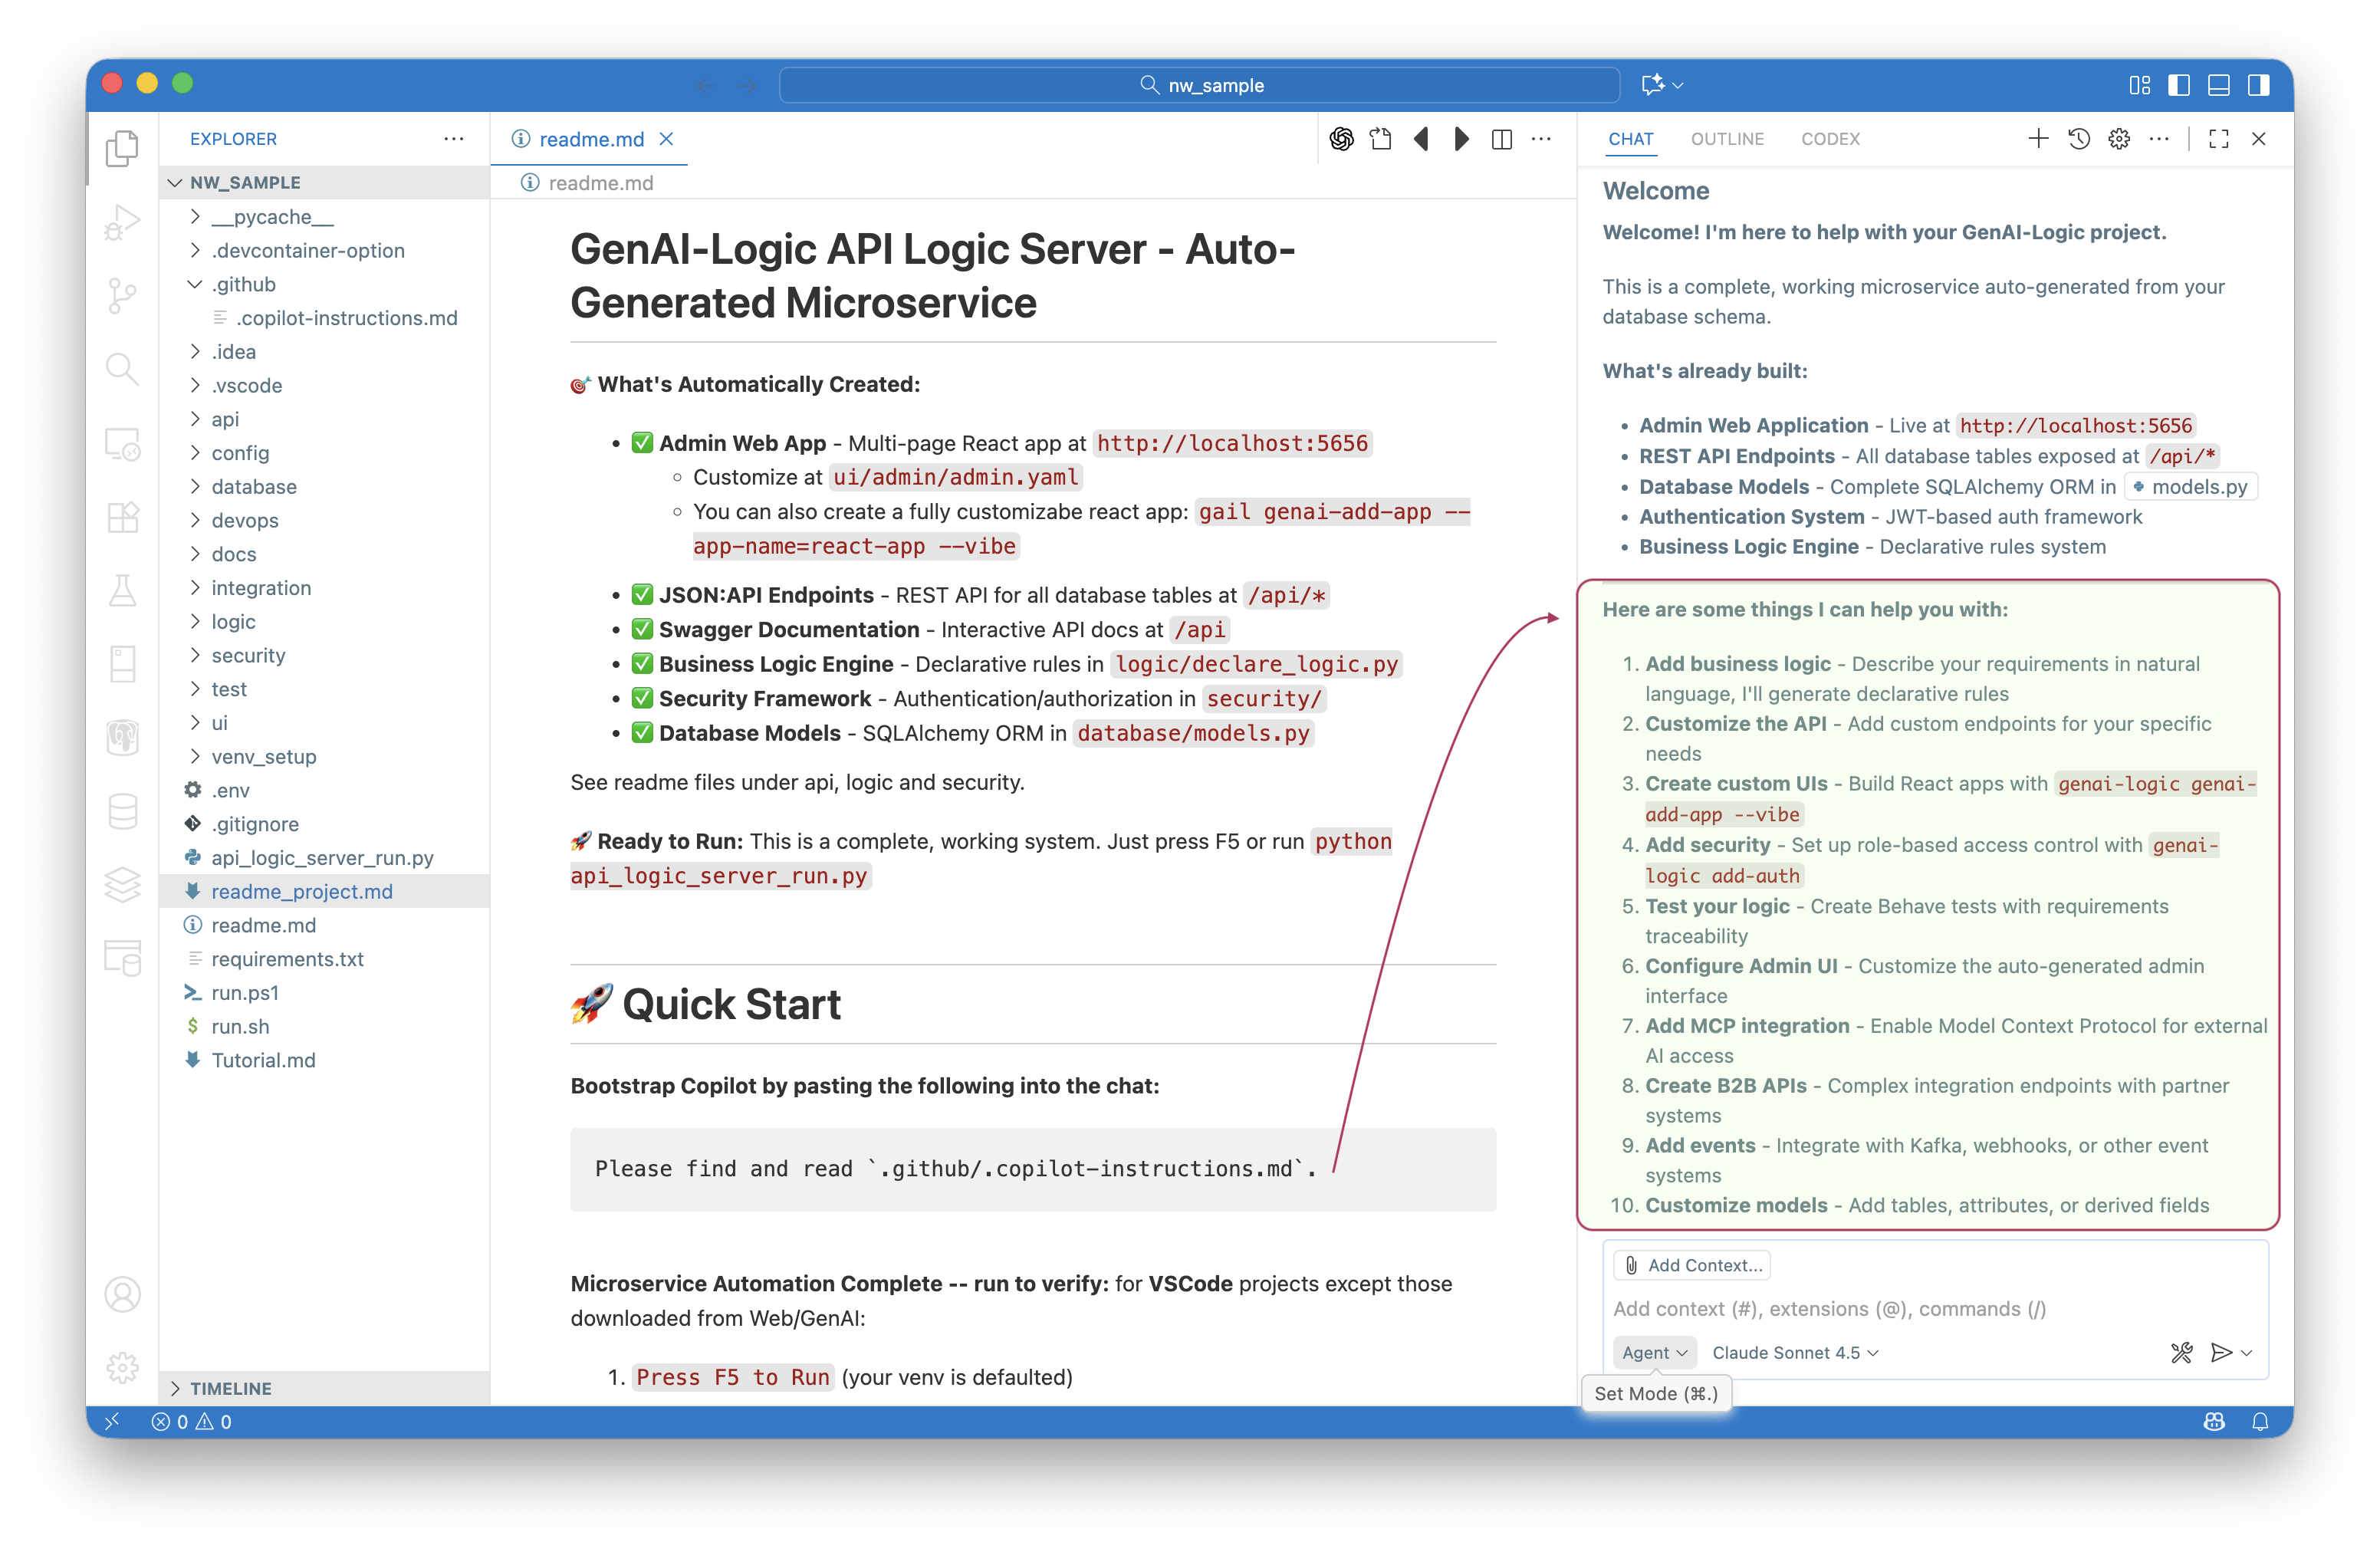 nw_sample
EXPLORER
NW_SAMPLE
__pycache__
.devcontainer-option
.github
.copilot-instructions.md
.idea
.vscode
api
config
database
devops
docs
integration
logic
security
test
ui
venv_setup
.env
.gitignore
api_logic_server_run.py
readme_project.md
readme.md
requirements.txt
run.ps1
run.sh
Tutorial.md
TIMELINE
readme.md
readme.md
GenAI-Logic API Logic Server - Auto-
Generated Microservice
🎯 What's Automatically Created:
• ✅ Admin Web App - Multi-page React app at http://localhost:5656
◦ Customize at ui/admin/admin.yaml
◦ You can also create a fully customizabe react app: gail genai-add-app --
app-name=react-app --vibe
• ✅ JSON:API Endpoints - REST API for all database tables at /api/*
• ✅ Swagger Documentation - Interactive API docs at /api
• ✅ Business Logic Engine - Declarative rules in logic/declare_logic.py
• ✅ Security Framework - Authentication/authorization in security/
• ✅ Database Models - SQLAlchemy ORM in database/models.py
See readme files under api, logic and security.
🚀 Ready to Run: This is a complete, working system. Just press F5 or run python
api_logic_server_run.py
🚀 Quick Start
Bootstrap Copilot by pasting the following into the chat:
Please find and read `.github/.copilot-instructions.md`.
Microservice Automation Complete -- run to verify: for VSCode projects except those
downloaded from Web/GenAI:
1. Press F5 to Run (your venv is defaulted)
CHAT OUTLINE CODEX
Welcome
Welcome! I'm here to help with your GenAI-Logic project.
This is a complete, working microservice auto-generated from your
database schema.
What's already built:
• Admin Web Application - Live at http://localhost:5656
• REST API Endpoints - All database tables exposed at /api/*
• Database Models - Complete SQLAlchemy ORM in models.py
• Authentication System - JWT-based auth framework
• Business Logic Engine - Declarative rules system
Here are some things I can help you with:
1. Add business logic - Describe your requirements in natural
language, I'll generate declarative rules
2. Customize the API - Add custom endpoints for your specific
needs
3. Create custom UIs - Build React apps with genai-logic genai-
add-app --vibe
4. Add security - Set up role-based access control with genai-
logic add-auth
5. Test your logic - Create Behave tests with requirements
traceability
6. Configure Admin UI - Customize the auto-generated admin
interface
7. Add MCP integration - Enable Model Context Protocol for external
AI access
8. Create B2B APIs - Complex integration endpoints with partner
systems
9. Add events - Integrate with Kafka, webhooks, or other event
systems
10. Customize models - Add tables, attributes, or derived fields
Add Context...
Add context (#), extensions (@), commands (/)
Agent Claude Sonnet 4.5
Set Mode (⌘.)
0 0